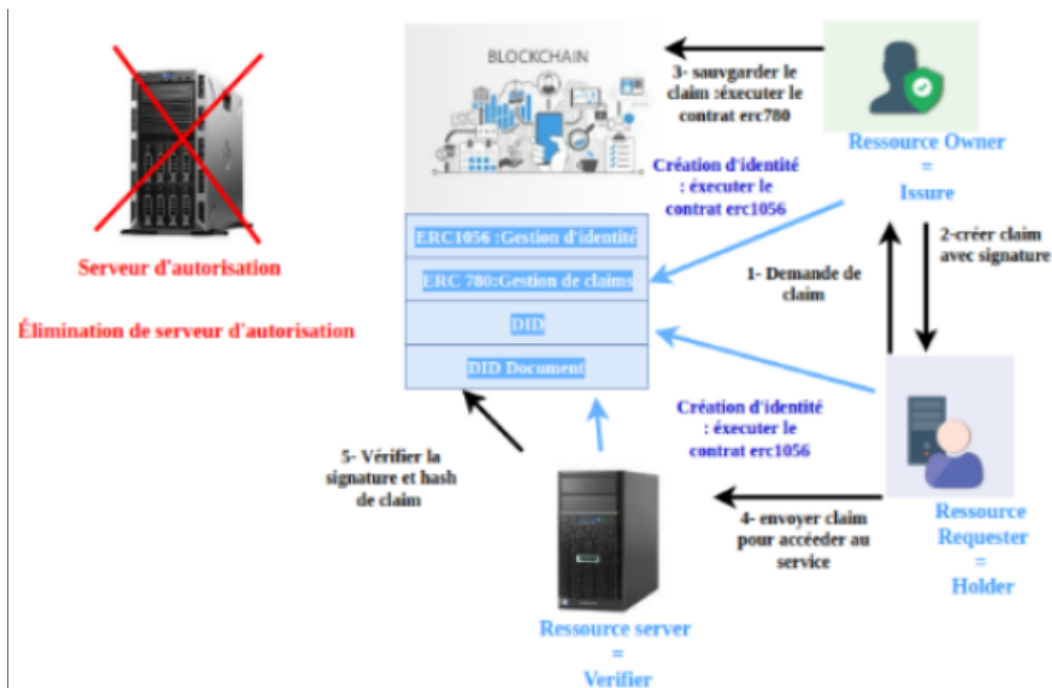 BLOCKCHAIN
3- sauvgarder le
claim :éxecuter le
contrat erc780
Ressource Owner
=
Issure
Création d'identité
: éxecuter le
contrat erc1056
ERC1056 :Gestion d'identité
ERC 780:Gestion de claims
DID
DID Document
Serveur d'autorisation
Élimination de serveur d'autorisation
1- Demande de
claim
2-créer claim
avec signature
Création d'identité
: éxecuter le
contrat erc1056
5- Vérifier la
signature et hash
de claim
4- envoyer claim
pour accéeder au
service
Ressource
Requester
=
Holder
Ressource server
=
Verifier